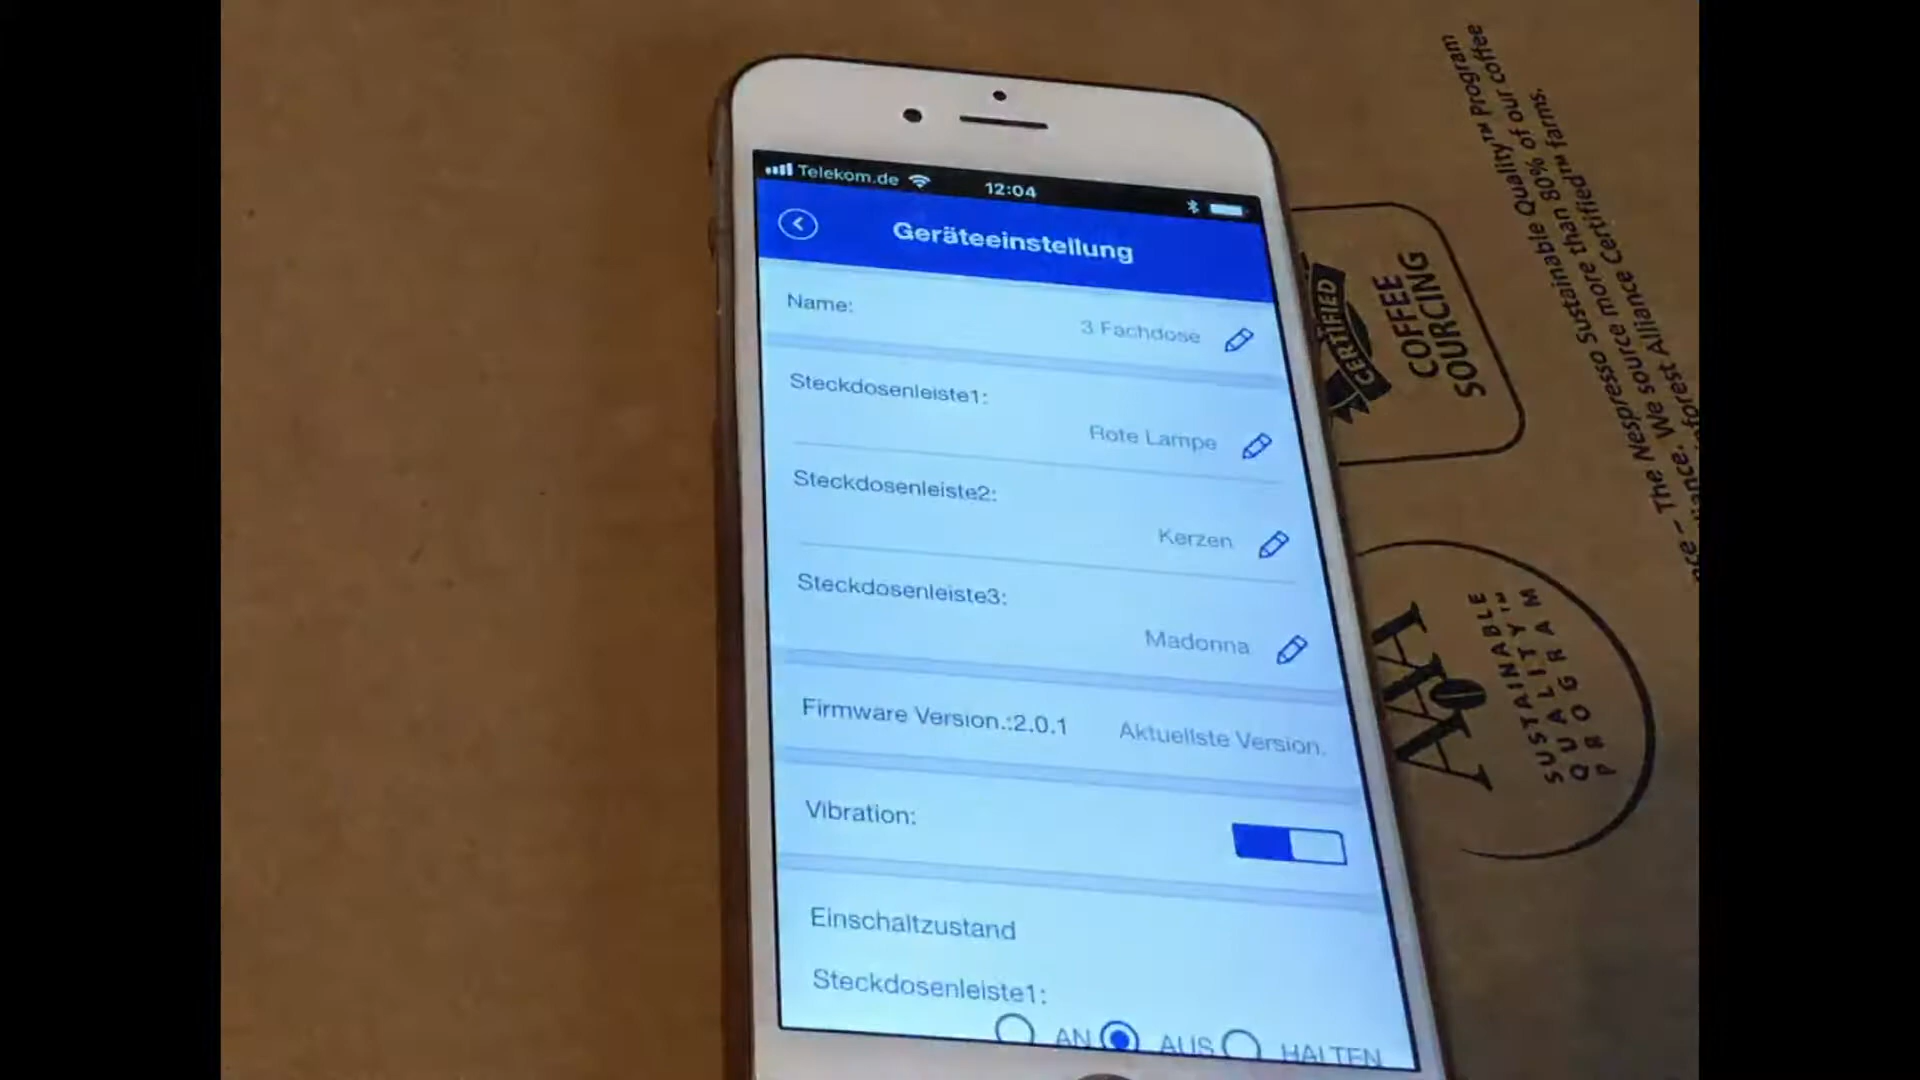 Telekom.de
12:04
Geräteeinstellung
Name:
3 Fachdose
Steckdosenleiste1:
Rote Lampe
Steckdosenleiste2:
Kerzen
Steckdosenleiste3:
Madonna
Firmware Version.:2.0.1 Aktuellste Version.
Vibration:
Einschaltzustand
Steckdosenleiste1:
AN AUS HALTEN
CERTIFIED
COFFEE
SOURCING
The Nespresso Sustainable Quality™ Program
We source more than 80% of our coffee
Alliance Certified™ farms.
AAA
SUSTAINABLE
QUALITY™
PROGRAM